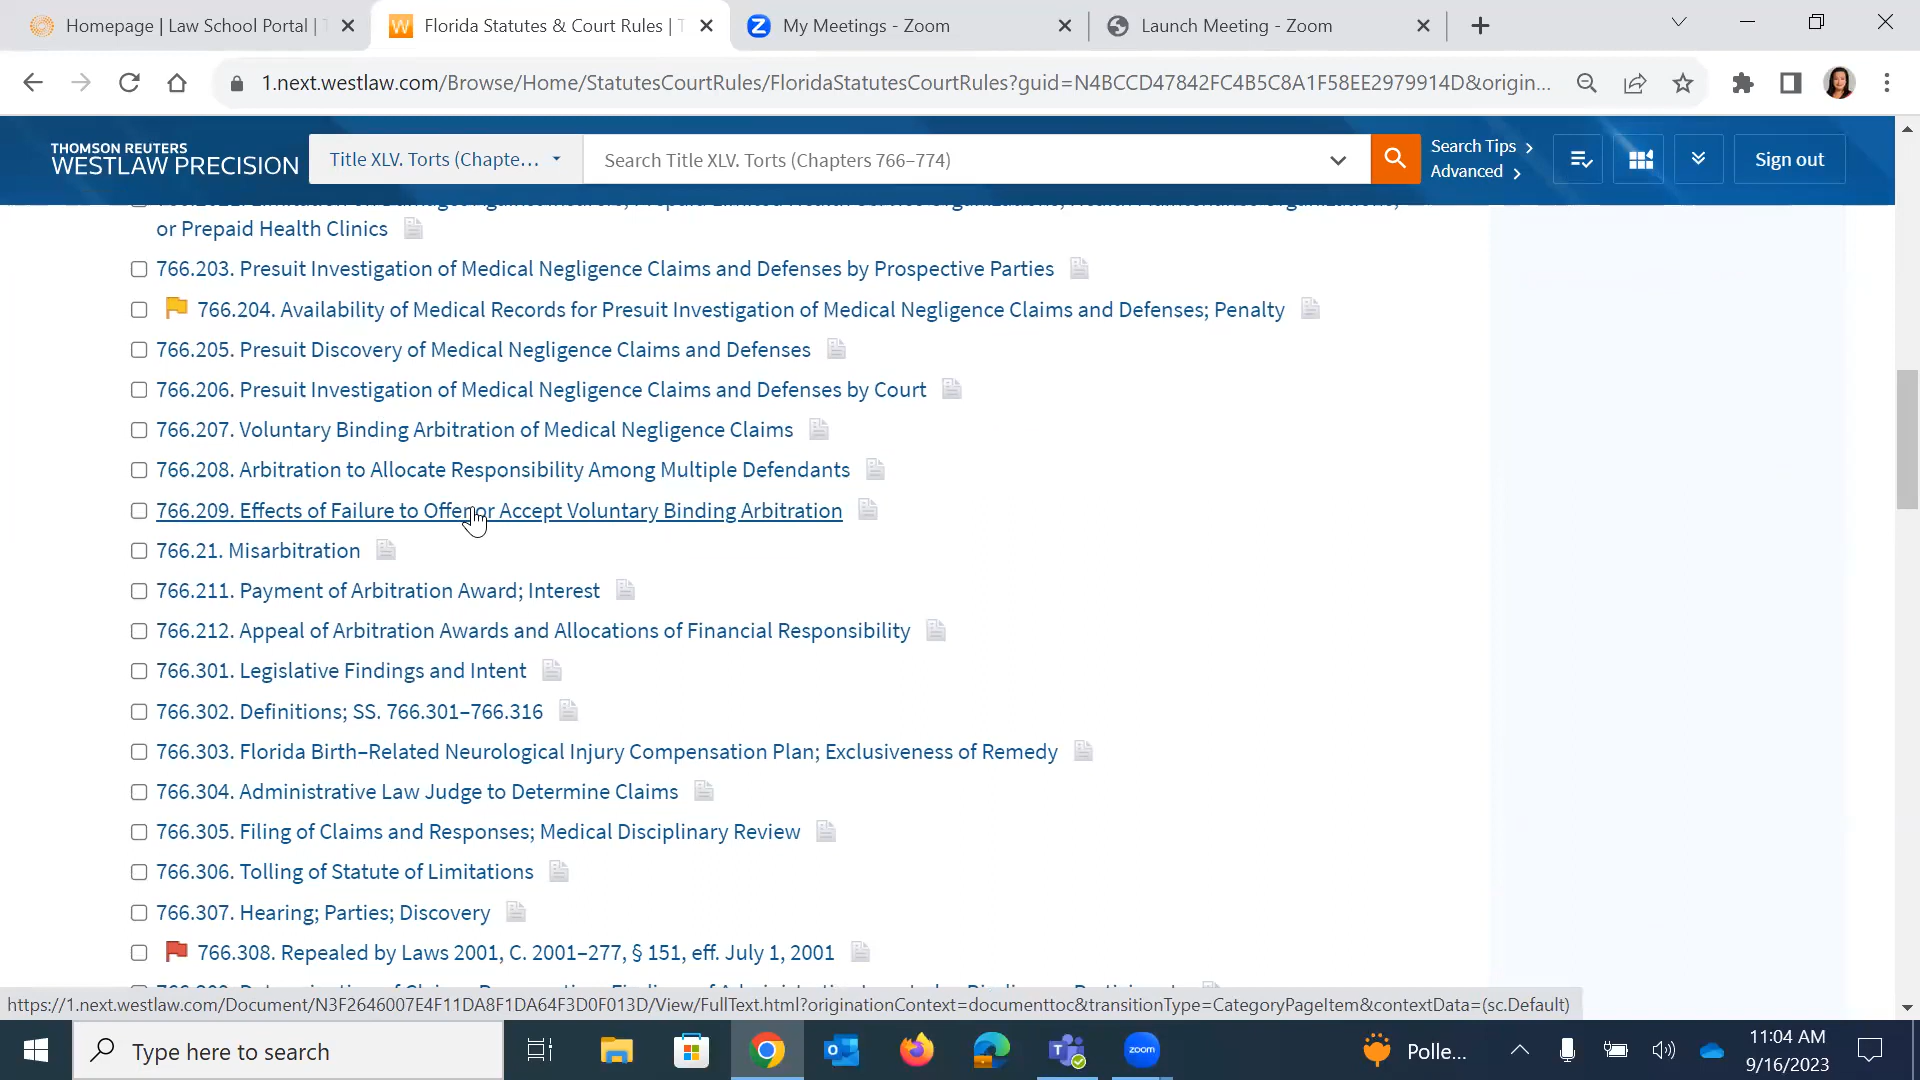 Homepage | Law School Portal |
Florida Statutes & Court Rules |
My Meetings - Zoom
Launch Meeting - Zoom
1.next.westlaw.com/Browse/Home/StatutesCourtRules/FloridaStatutesCourtRules?guid=N4BCCD47842FC4B5C8A1F58EE2979914D&origin...
THOMSON REUTERS
WESTLAW PRECISION
Title XLV. Torts (Chapte...
Search Title XLV. Torts (Chapters 766–774)
Search Tips
Advanced
Sign out
or Prepaid Health Clinics
766.203. Presuit Investigation of Medical Negligence Claims and Defenses by Prospective Parties
766.204. Availability of Medical Records for Presuit Investigation of Medical Negligence Claims and Defenses; Penalty
766.205. Presuit Discovery of Medical Negligence Claims and Defenses
766.206. Presuit Investigation of Medical Negligence Claims and Defenses by Court
766.207. Voluntary Binding Arbitration of Medical Negligence Claims
766.208. Arbitration to Allocate Responsibility Among Multiple Defendants
766.209. Effects of Failure to Offer or Accept Voluntary Binding Arbitration
766.21. Misarbitration
766.211. Payment of Arbitration Award; Interest
766.212. Appeal of Arbitration Awards and Allocations of Financial Responsibility
766.301. Legislative Findings and Intent
766.302. Definitions; SS. 766.301–766.316
766.303. Florida Birth–Related Neurological Injury Compensation Plan; Exclusiveness of Remedy
766.304. Administrative Law Judge to Determine Claims
766.305. Filing of Claims and Responses; Medical Disciplinary Review
766.306. Tolling of Statute of Limitations
766.307. Hearing; Parties; Discovery
766.308. Repealed by Laws 2001, C. 2001–277, § 151, eff. July 1, 2001
https://1.next.westlaw.com/Document/N3F2646007E4F11DA8F1DA64F3D0F013D/View/FullText.html?originationContext=documenttoc&transitionType=CategoryPageItem&contextData=(sc.Default)
Type here to search
zoom
Polle...
11:04 AM
9/16/2023